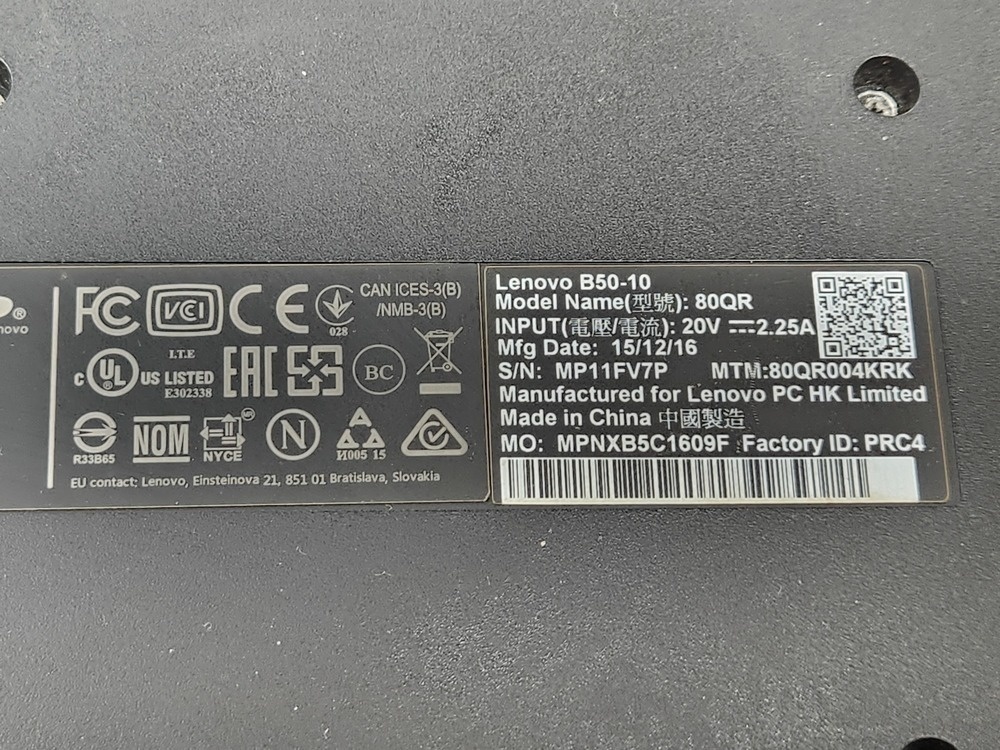 novo
FC VCI CE 028 CAN ICES-3(B)
/NMB-3(B)
I.T.E
c UL® US LISTED
E302338
EAC BC
R33B65
NOM
NYCE
MR
N
И005 15
EU contact: Lenovo, Einsteinova 21, 851 01 Bratislava, Slovakia
Lenovo B50-10
Model Name(型號): 80QR
INPUT(電壓/電流): 20V ⎓2.25A
Mfg Date: 15/12/16
S/N: MP11FV7P MTM:80QR004KRK
Manufactured for Lenovo PC HK Limited
Made in China 中國製造
MO: MPNXB5C1609F Factory ID: PRC4